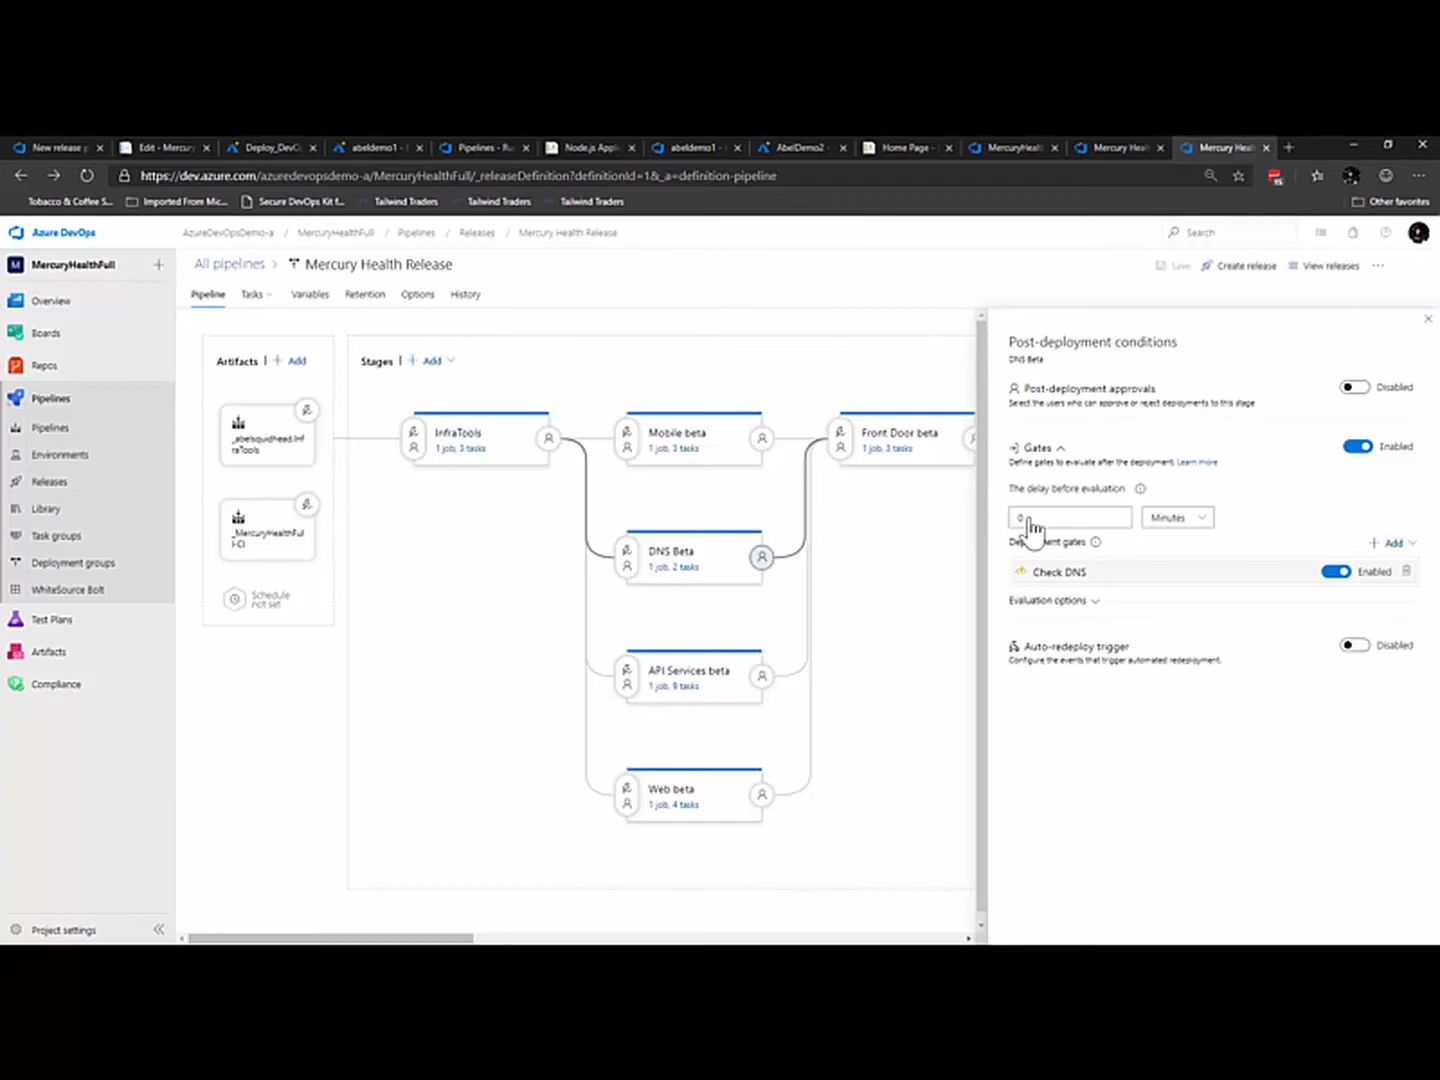 New release p
Edit - Mercury
Deploy_DevO
abeldemo1 -
Pipelines - Ru
Node.js Appl
abeldemo1 -
AbelDemo2 -
Home Page -
MercuryHealt
Mercury Heal
Mercury Heal
https://dev.azure.com/azuredevopsdemo-a/MercuryHealthFull/_releaseDefinition?definitionId=1&_a=definition-pipeline
Tobacco & Coffee S...
Imported From Mic...
Secure DevOps Kit f...
Tailwind Traders
Tailwind Traders
Tailwind Traders
Other favorites
Azure DevOps
AzureDevOpsDemo-a / MercuryHealthFull / Pipelines / Releases / Mercury Health Release
Search
M MercuryHealthFull
All pipelines > Mercury Health Release
Save
Create release
View releases
Pipeline
Tasks
Variables
Retention
Options
History
Overview
Boards
Repos
Pipelines
Pipelines
Environments
Releases
Library
Task groups
Deployment groups
WhiteSource Bolt
Test Plans
Artifacts
Compliance
Project settings
Artifacts | + Add
_abelsquidhead.Inf
raTools
_MercuryHealthFul
l-CI
Schedule
not set
Stages | + Add
InfraTools
1 job, 3 tasks
Mobile beta
1 job, 3 tasks
Front Door beta
1 job, 3 tasks
DNS Beta
1 job, 2 tasks
API Services beta
1 job, 9 tasks
Web beta
1 job, 4 tasks
Post-deployment conditions
DNS Beta
Post-deployment approvals
Disabled
Select the users who can approve or reject deployments to this stage
Gates
Enabled
Define gates to evaluate after the deployment. Learn more
The delay before evaluation
Minutes
gates
+ Add
Check DNS
Enabled
Evaluation options
Auto-redeploy trigger
Disabled
Configure the events that trigger automated redeployment.